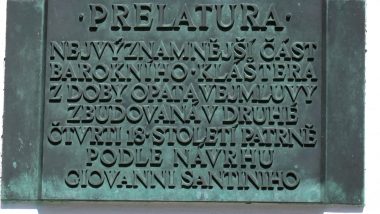 ·PRELATURA·
NEJVÝZNAMNĚJŠÍ ČÁST
BAROKNÍHO KLÁŠTERA
Z DOBY OPATA VEJMLUVY
ZBUDOVANÁ V DRUHÉ
ČTVRTI 18 STOLETÍ PATRNĚ
PODLE NÁVRHU
GIOVANNI SANTINIHO